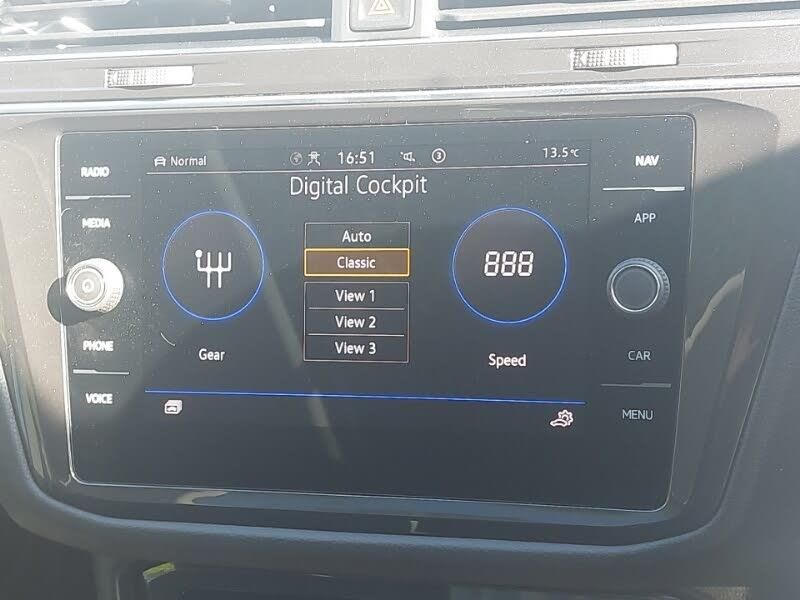 Normal
16:51
3
13.5°C
Digital Cockpit
RADIO
MEDIA
PHONE
VOICE
Auto
Classic
View 1
View 2
View 3
Gear
888
Speed
NAV
APP
CAR
MENU